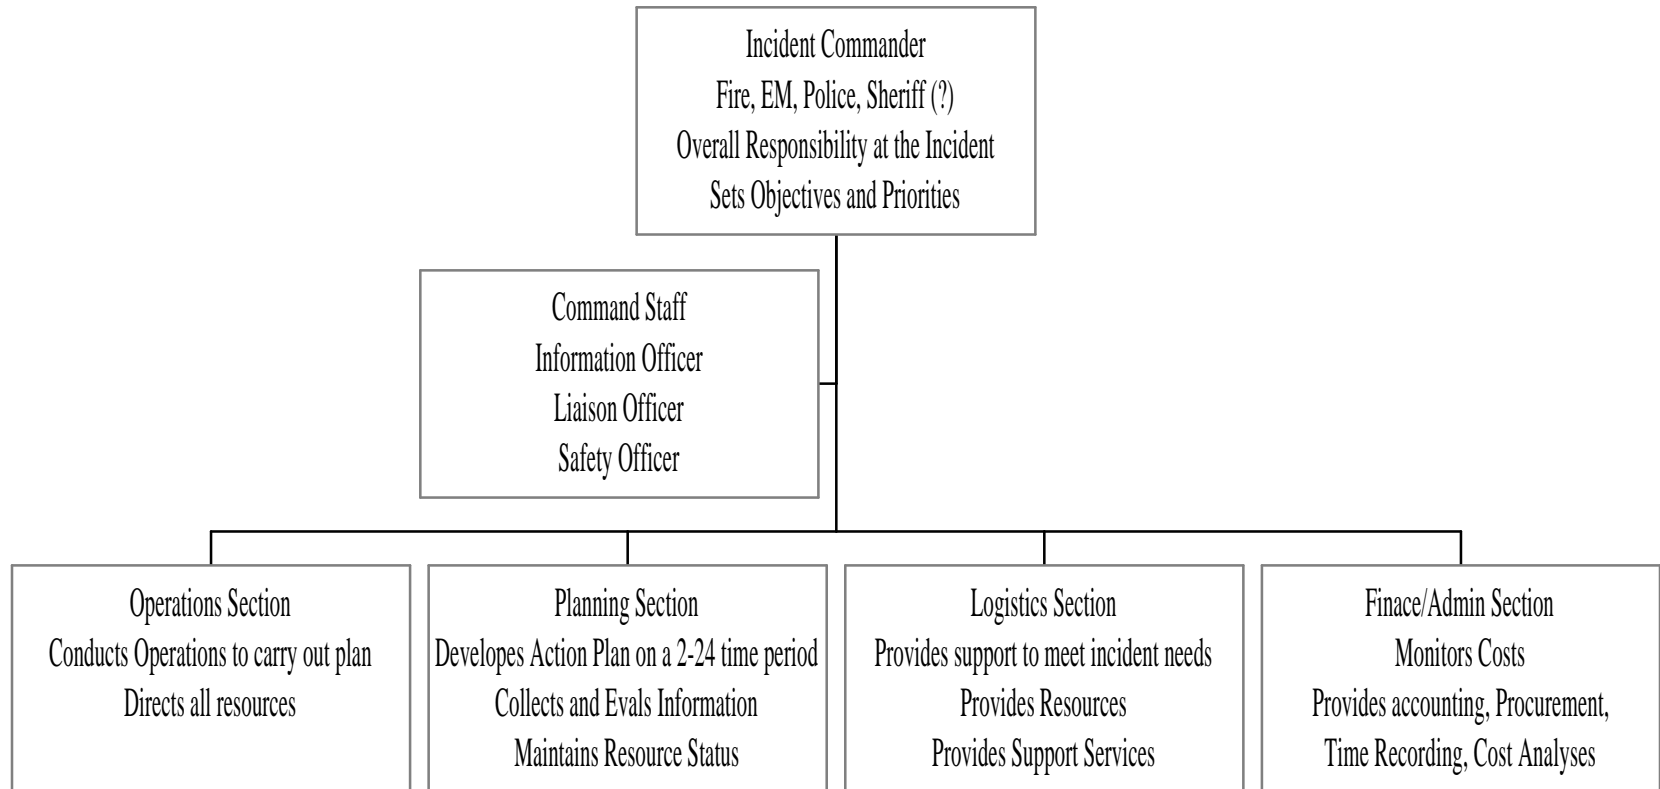 Incident Commander
Fire, EM, Police, Sheriff (?)
Overall Responsibility at the Incident
Sets Objectives and Priorities
Command Staff
Information Officer
Liaison Officer
Safety Officer
Operations Section
Conducts Operations to carry out plan
Directs all resources
Planning Section
Developes Action Plan on a 2-24 time period
Collects and Evals Information
Maintains Resource Status
Logistics Section
Provides support to meet incident needs
Provides Resources
Provides Support Services
Finace/Admin Section
Monitors Costs
Provides accounting, Procurement,
Time Recording, Cost Analyses